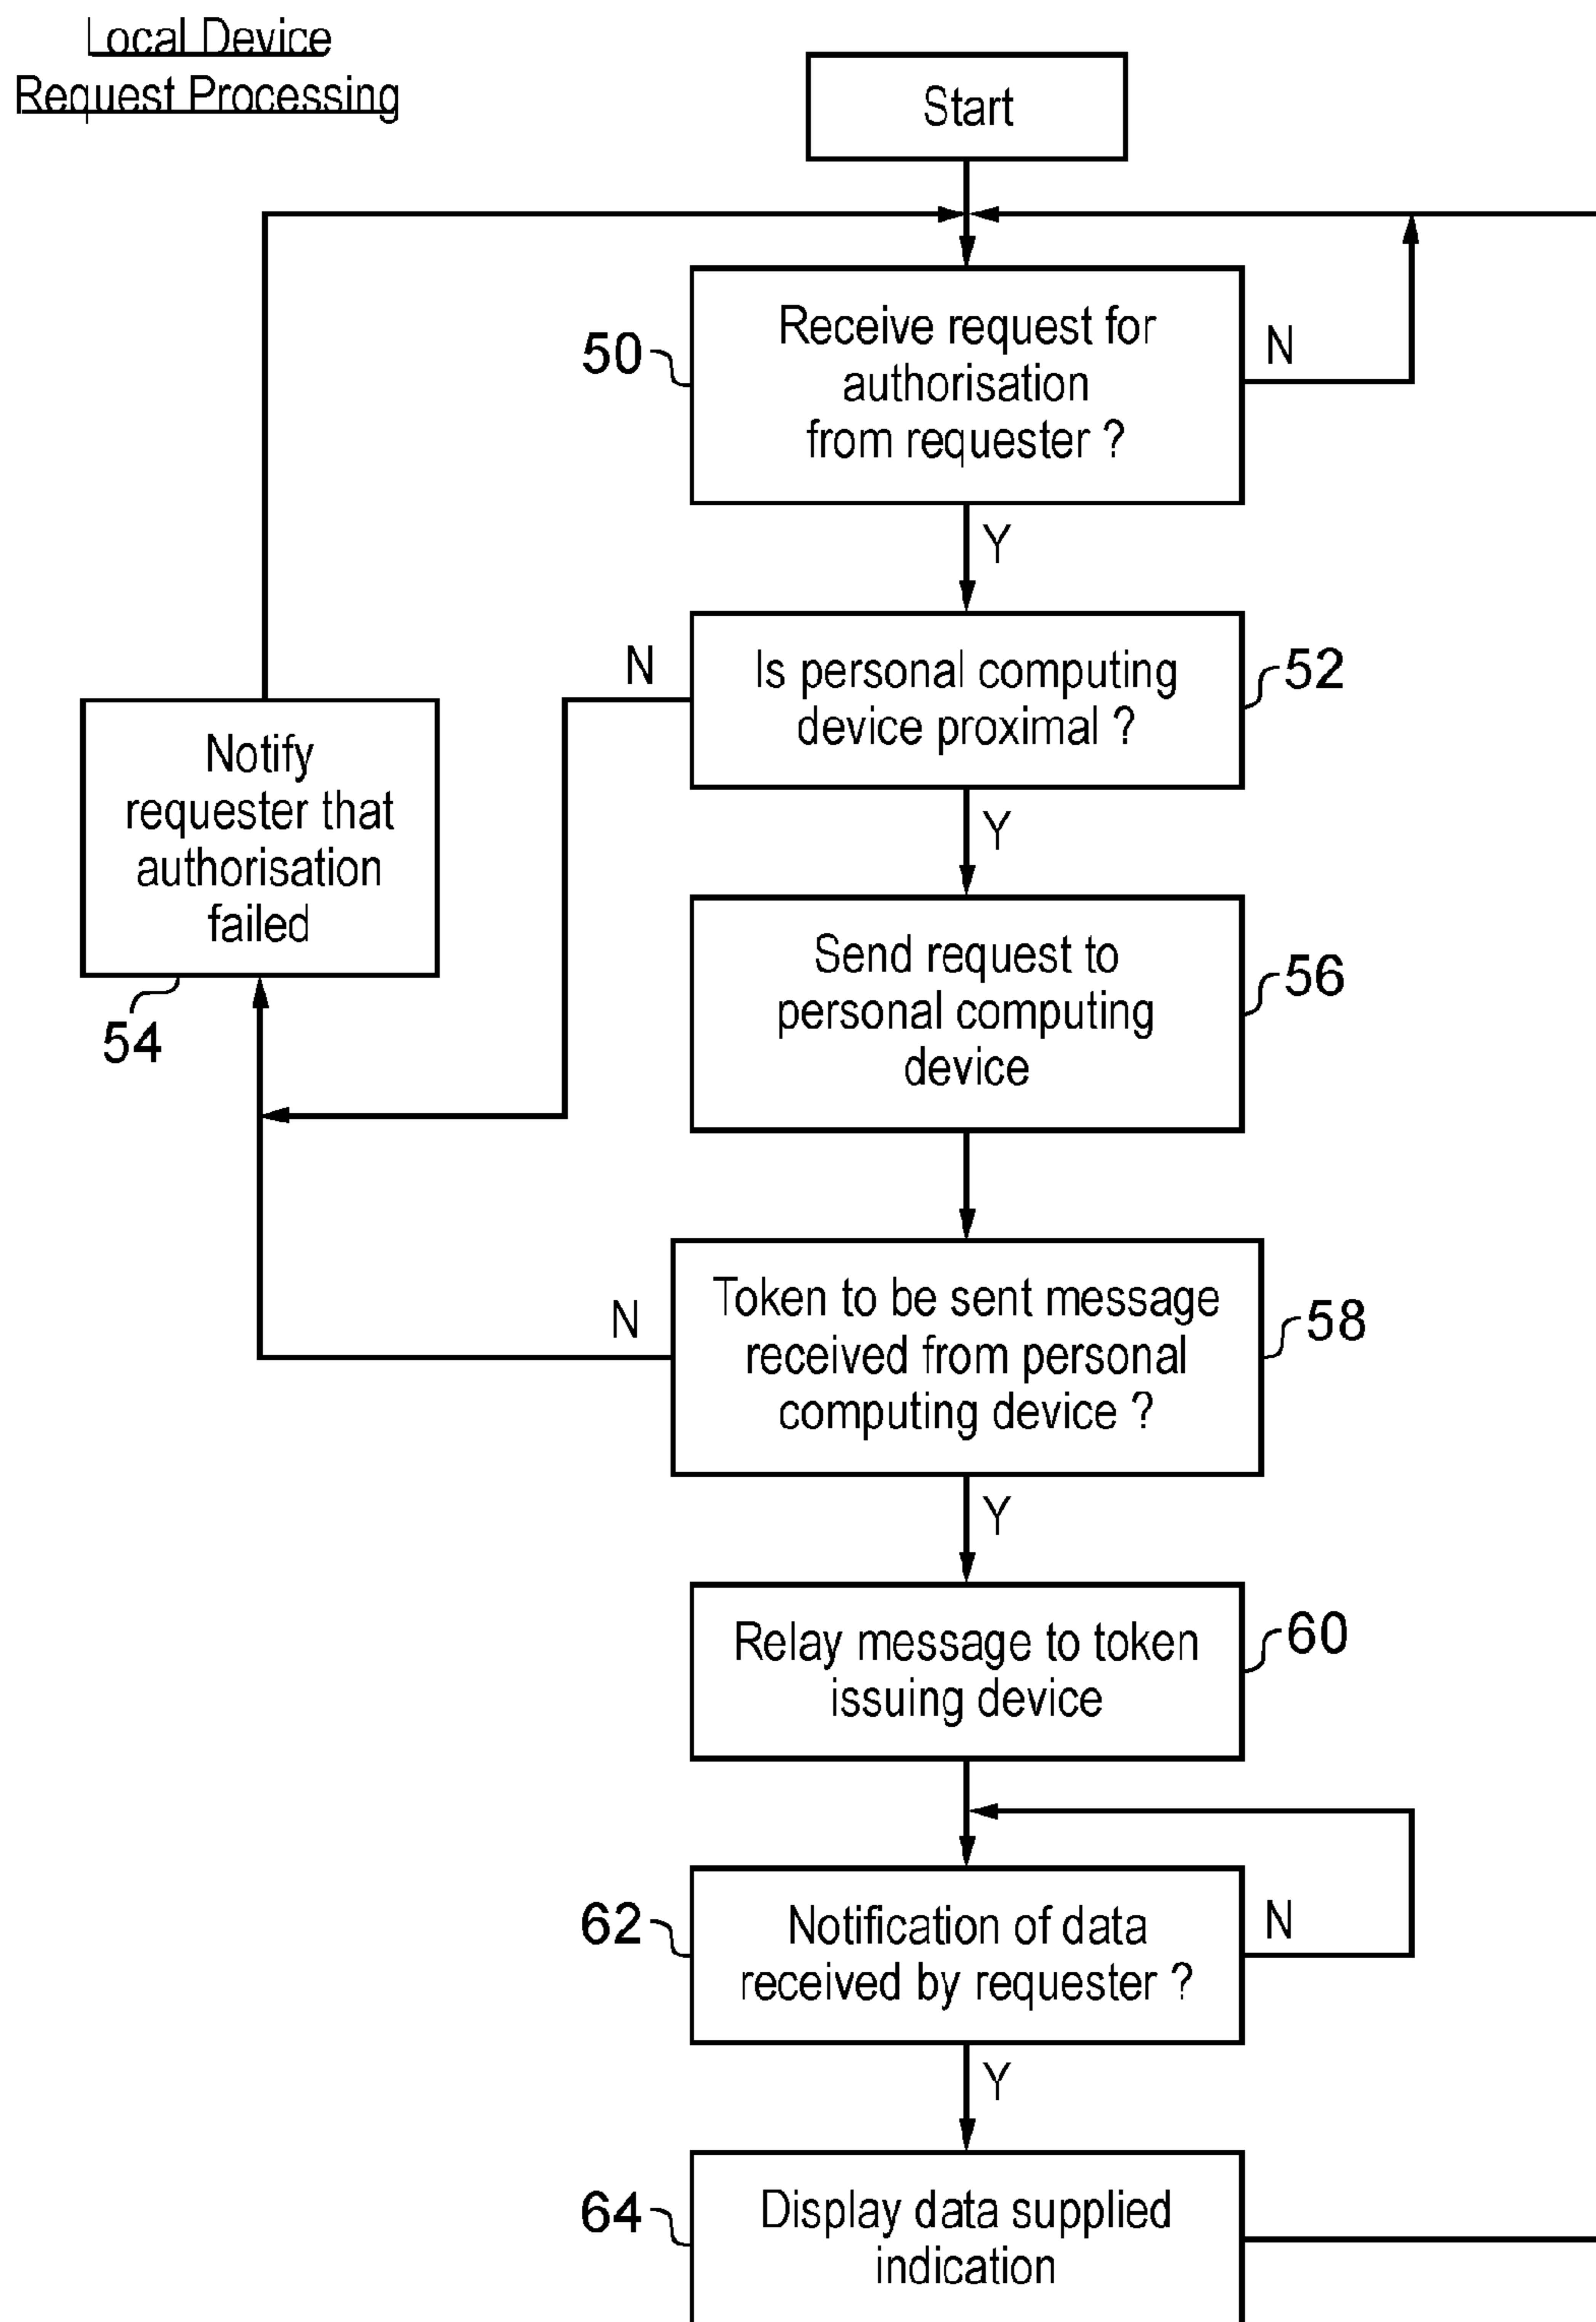 Local Device
Request Processing
Start
Receive request for
authorisation
from requester ?
50
N
Y
Is personal computing
device proximal ?
52
N
Y
Notify
requester that
authorisation
failed
54
Send request to
personal computing
device
56
Token to be sent message
received from personal
computing device ?
58
N
Y
Relay message to token
issuing device
60
Notification of data
received by requester ?
62
N
Y
Display data supplied
indication
64